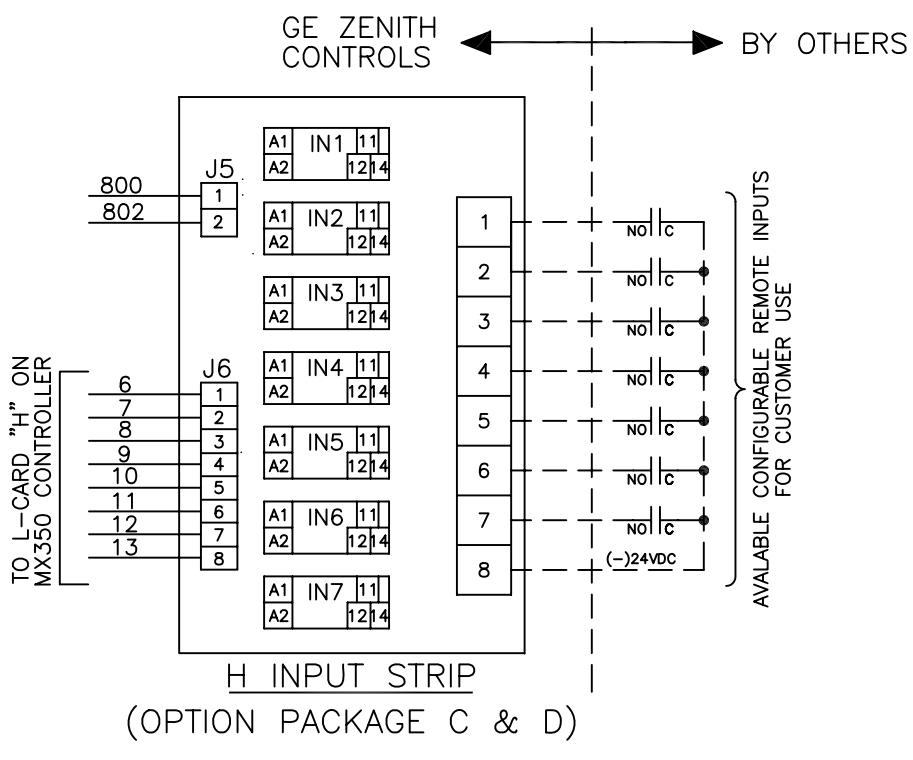 GE ZENITH
CONTROLS
BY OTHERS
J5
800 1
802 2
A1 IN1 11
A2 12 14
A1 IN2 11
A2 12 14
A1 IN3 11
A2 12 14
A1 IN4 11
A2 12 14
A1 IN5 11
A2 12 14
A1 IN6 11
A2 12 14
A1 IN7 11
A2 12 14
TO L-CARD "H" ON
MX350 CONTROLLER
J6
6 1
7 2
8 3
9 4
10 5
11 6
12 7
13 8
1 NO C
2 NO C
3 NO C
4 NO C
5 NO C
6 NO C
7 NO C
8 (-)24VDC
AVALABLE CONFIGURABLE REMOTE INPUTS
FOR CUSTOMER USE
H INPUT STRIP
(OPTION PACKAGE C & D)